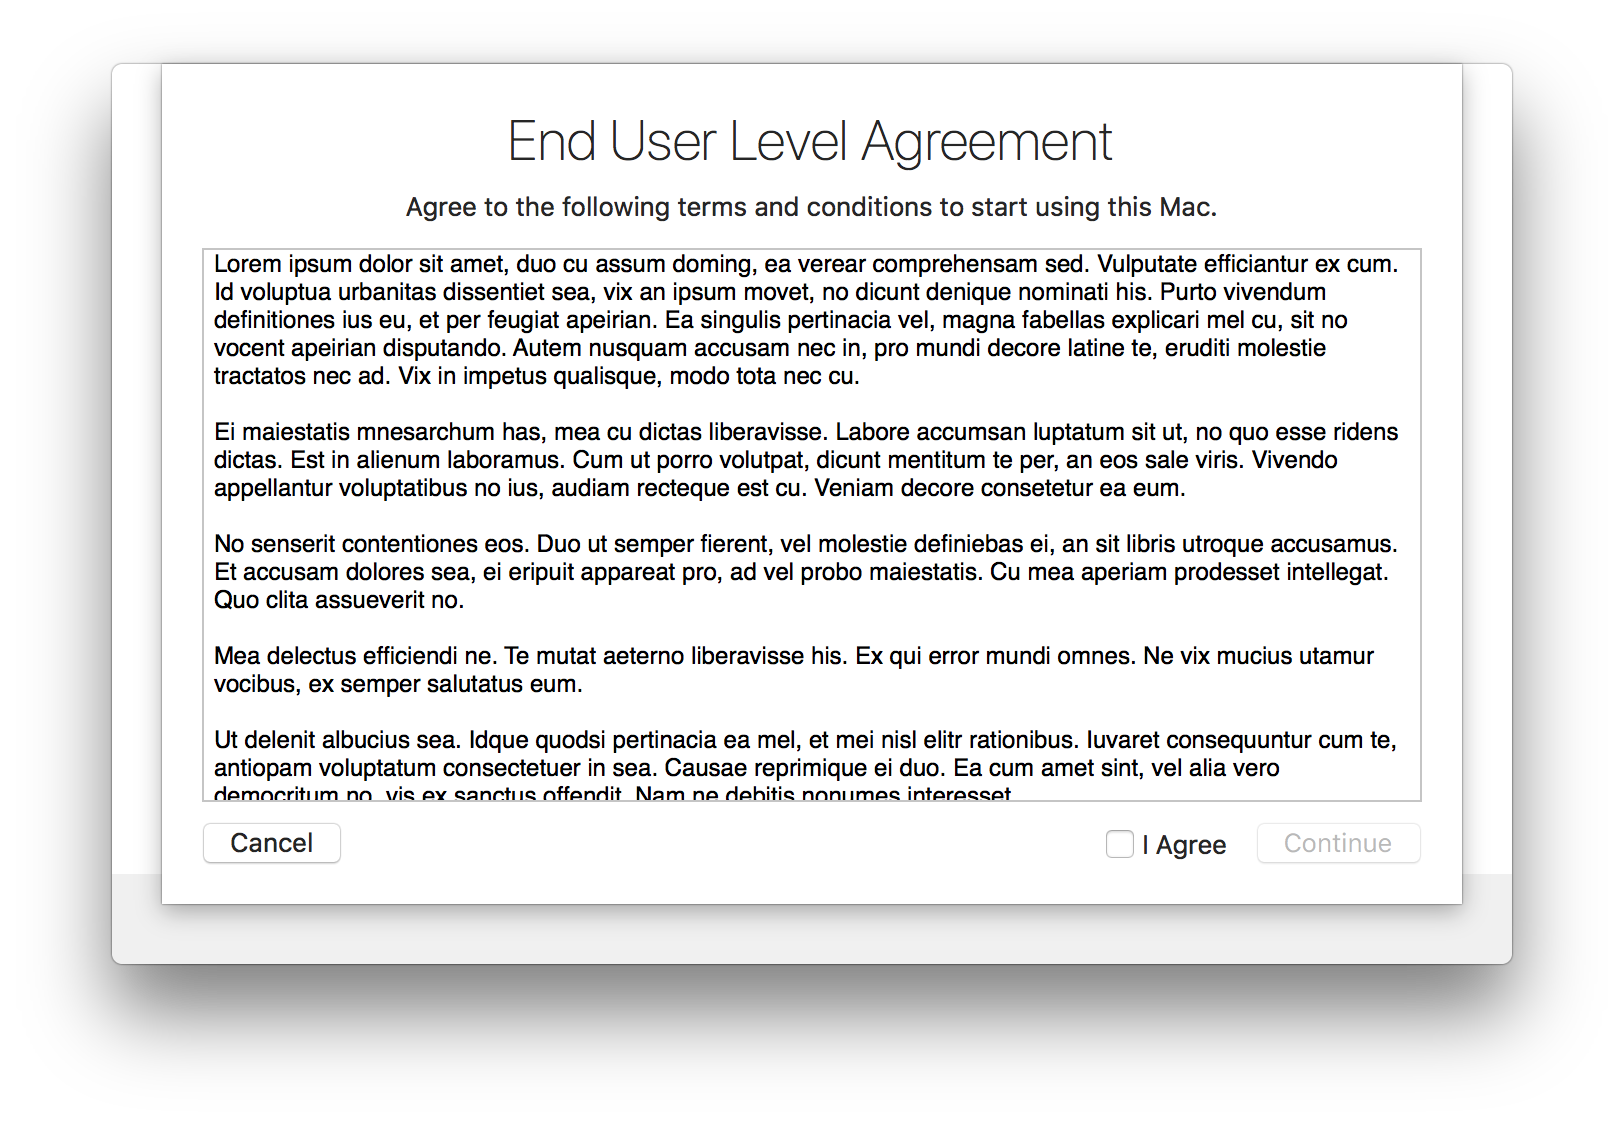 End User Level Agreement
Agree to the following terms and conditions to start using this Mac.
Lorem ipsum dolor sit amet, duo cu assum doming, ea verear comprehensam sed. Vulputate efficiantur ex cum.
Id voluptua urbanitas dissentiet sea, vix an ipsum movet, no dicunt denique nominati his. Purto vivendum
definitiones ius eu, et per feugiat apeirian. Ea singulis pertinacia vel, magna fabellas explicari mel cu, sit no
vocent apeirian disputando. Autem nusquam accusam nec in, pro mundi decore latine te, eruditi molestie
tractatos nec ad. Vix in impetus qualisque, modo tota nec cu.
Ei maiestatis mnesarchum has, mea cu dictas liberavisse. Labore accumsan luptatum sit ut, no quo esse ridens
dictas. Est in alienum laboramus. Cum ut porro volutpat, dicunt mentitum te per, an eos sale viris. Vivendo
appellantur voluptatibus no ius, audiam recteque est cu. Veniam decore consetetur ea eum.
No senserit contentiones eos. Duo ut semper fierent, vel molestie definiebas ei, an sit libris utroque accusamus.
Et accusam dolores sea, ei eripuit appareat pro, ad vel probo maiestatis. Cu mea aperiam prodesset intellegat.
Quo clita assueverit no.
Mea delectus efficiendi ne. Te mutat aeterno liberavisse his. Ex qui error mundi omnes. Ne vix mucius utamur
vocibus, ex semper salutatus eum.
Ut delenit albucius sea. Idque quodsi pertinacia ea mel, et mei nisl elitr rationibus. Iuvaret consequuntur cum te,
antiopam voluptatum consectetuer in sea. Causae reprimique ei duo. Ea cum amet sint, vel alia vero
democritum no, vis ex sanctus offendit. Nam ne debitis nonumes interesset.
Cancel
I Agree
Continue